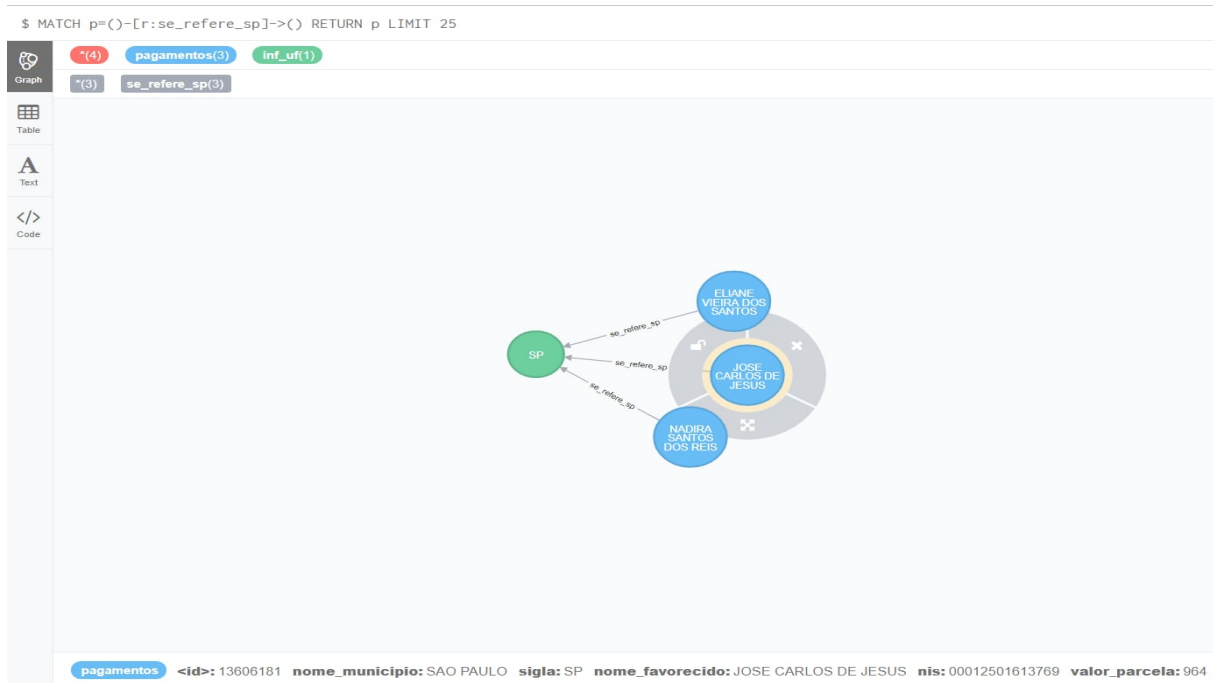 $ MATCH p=()-[r:se_refere_sp]->() RETURN p LIMIT 25
Graph
*(4) pagamentos(3) inf_uf(1)
*(3) se_refere_sp(3)
Table
A
Text
</>
Code
ELIANE
VIEIRA DOS
SANTOS
se_refere_sp
SP
se_refere_sp
JOSE
CARLOS DE
JESUS
se_refere_sp
NADIRA
SANTOS
DOS REIS
pagamentos <id>: 13606181 nome_municipio: SAO PAULO sigla: SP nome_favorecido: JOSE CARLOS DE JESUS nis: 00012501613769 valor_parcela: 964